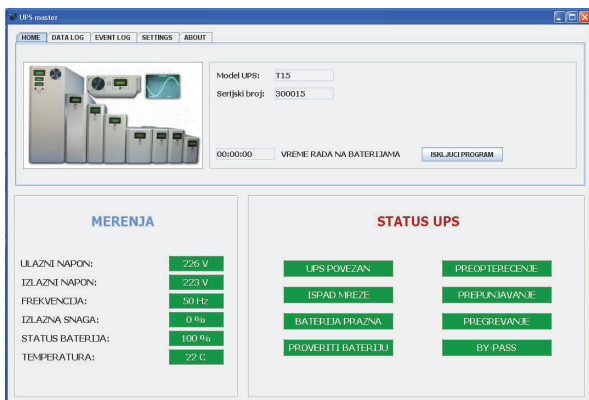 UPS master
HOME DATA LOG EVENT LOG SETTINGS ABOUT
Model UPS: T15
Serijski broj: 300015
00:00:00 VREME RADA NA BATERIJAMA ISKLJUCI PROGRAM
MERENJA
ULAZNI NAPON: 226 V
IZLAZNI NAPON: 223 V
FREKVENCIJA: 50 Hz
IZLAZNA SNAGA: 0 %
STATUS BATERIJA: 100 %
TEMPERATURA: 22 C
STATUS UPS
UPS POVEZAN PREOPTERECENJE
ISPAD MREZE PREPUNJAVANJE
BATERIJA PRAZNA PREGREVANJE
PROVERITI BATERIJU BY-PASS